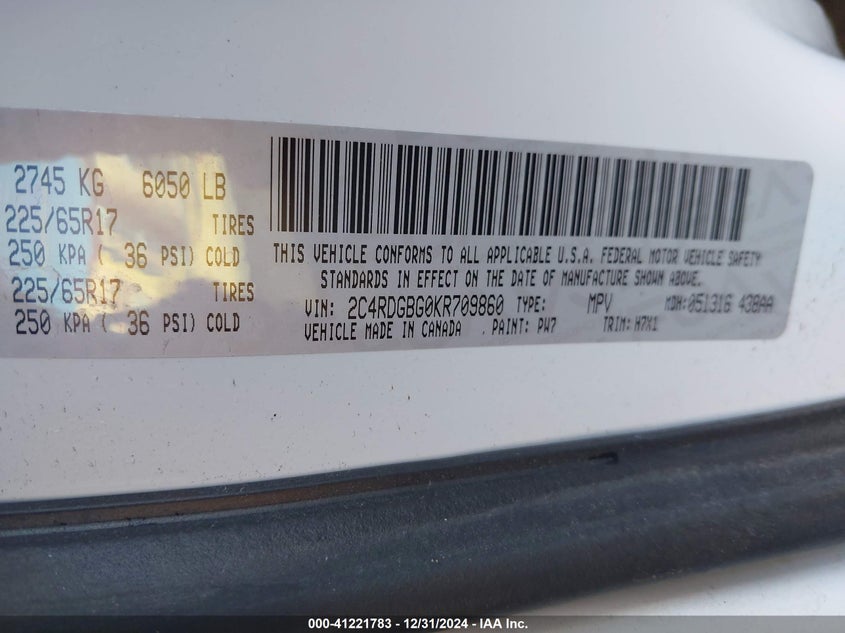 2745 KG 6050 LB
225/65R17 TIRES
250 KPA ( 36 PSI) COLD
225/65R17 TIRES
250 KPA ( 36 PSI) COLD
THIS VEHICLE CONFORMS TO ALL APPLICABLE U.S.A. FEDERAL MOTOR VEHICLE SAFETY
STANDARDS IN EFFECT ON THE DATE OF MANUFACTURE SHOWN ABOVE.
VIN: 2C4RDGBG0KR709860 TYPE: MPV MDH: 051316 438AA
VEHICLE MADE IN CANADA . PAINT: PW7 TRIM: H7X1
000-41221783 - 12/31/2024 - IAA Inc.